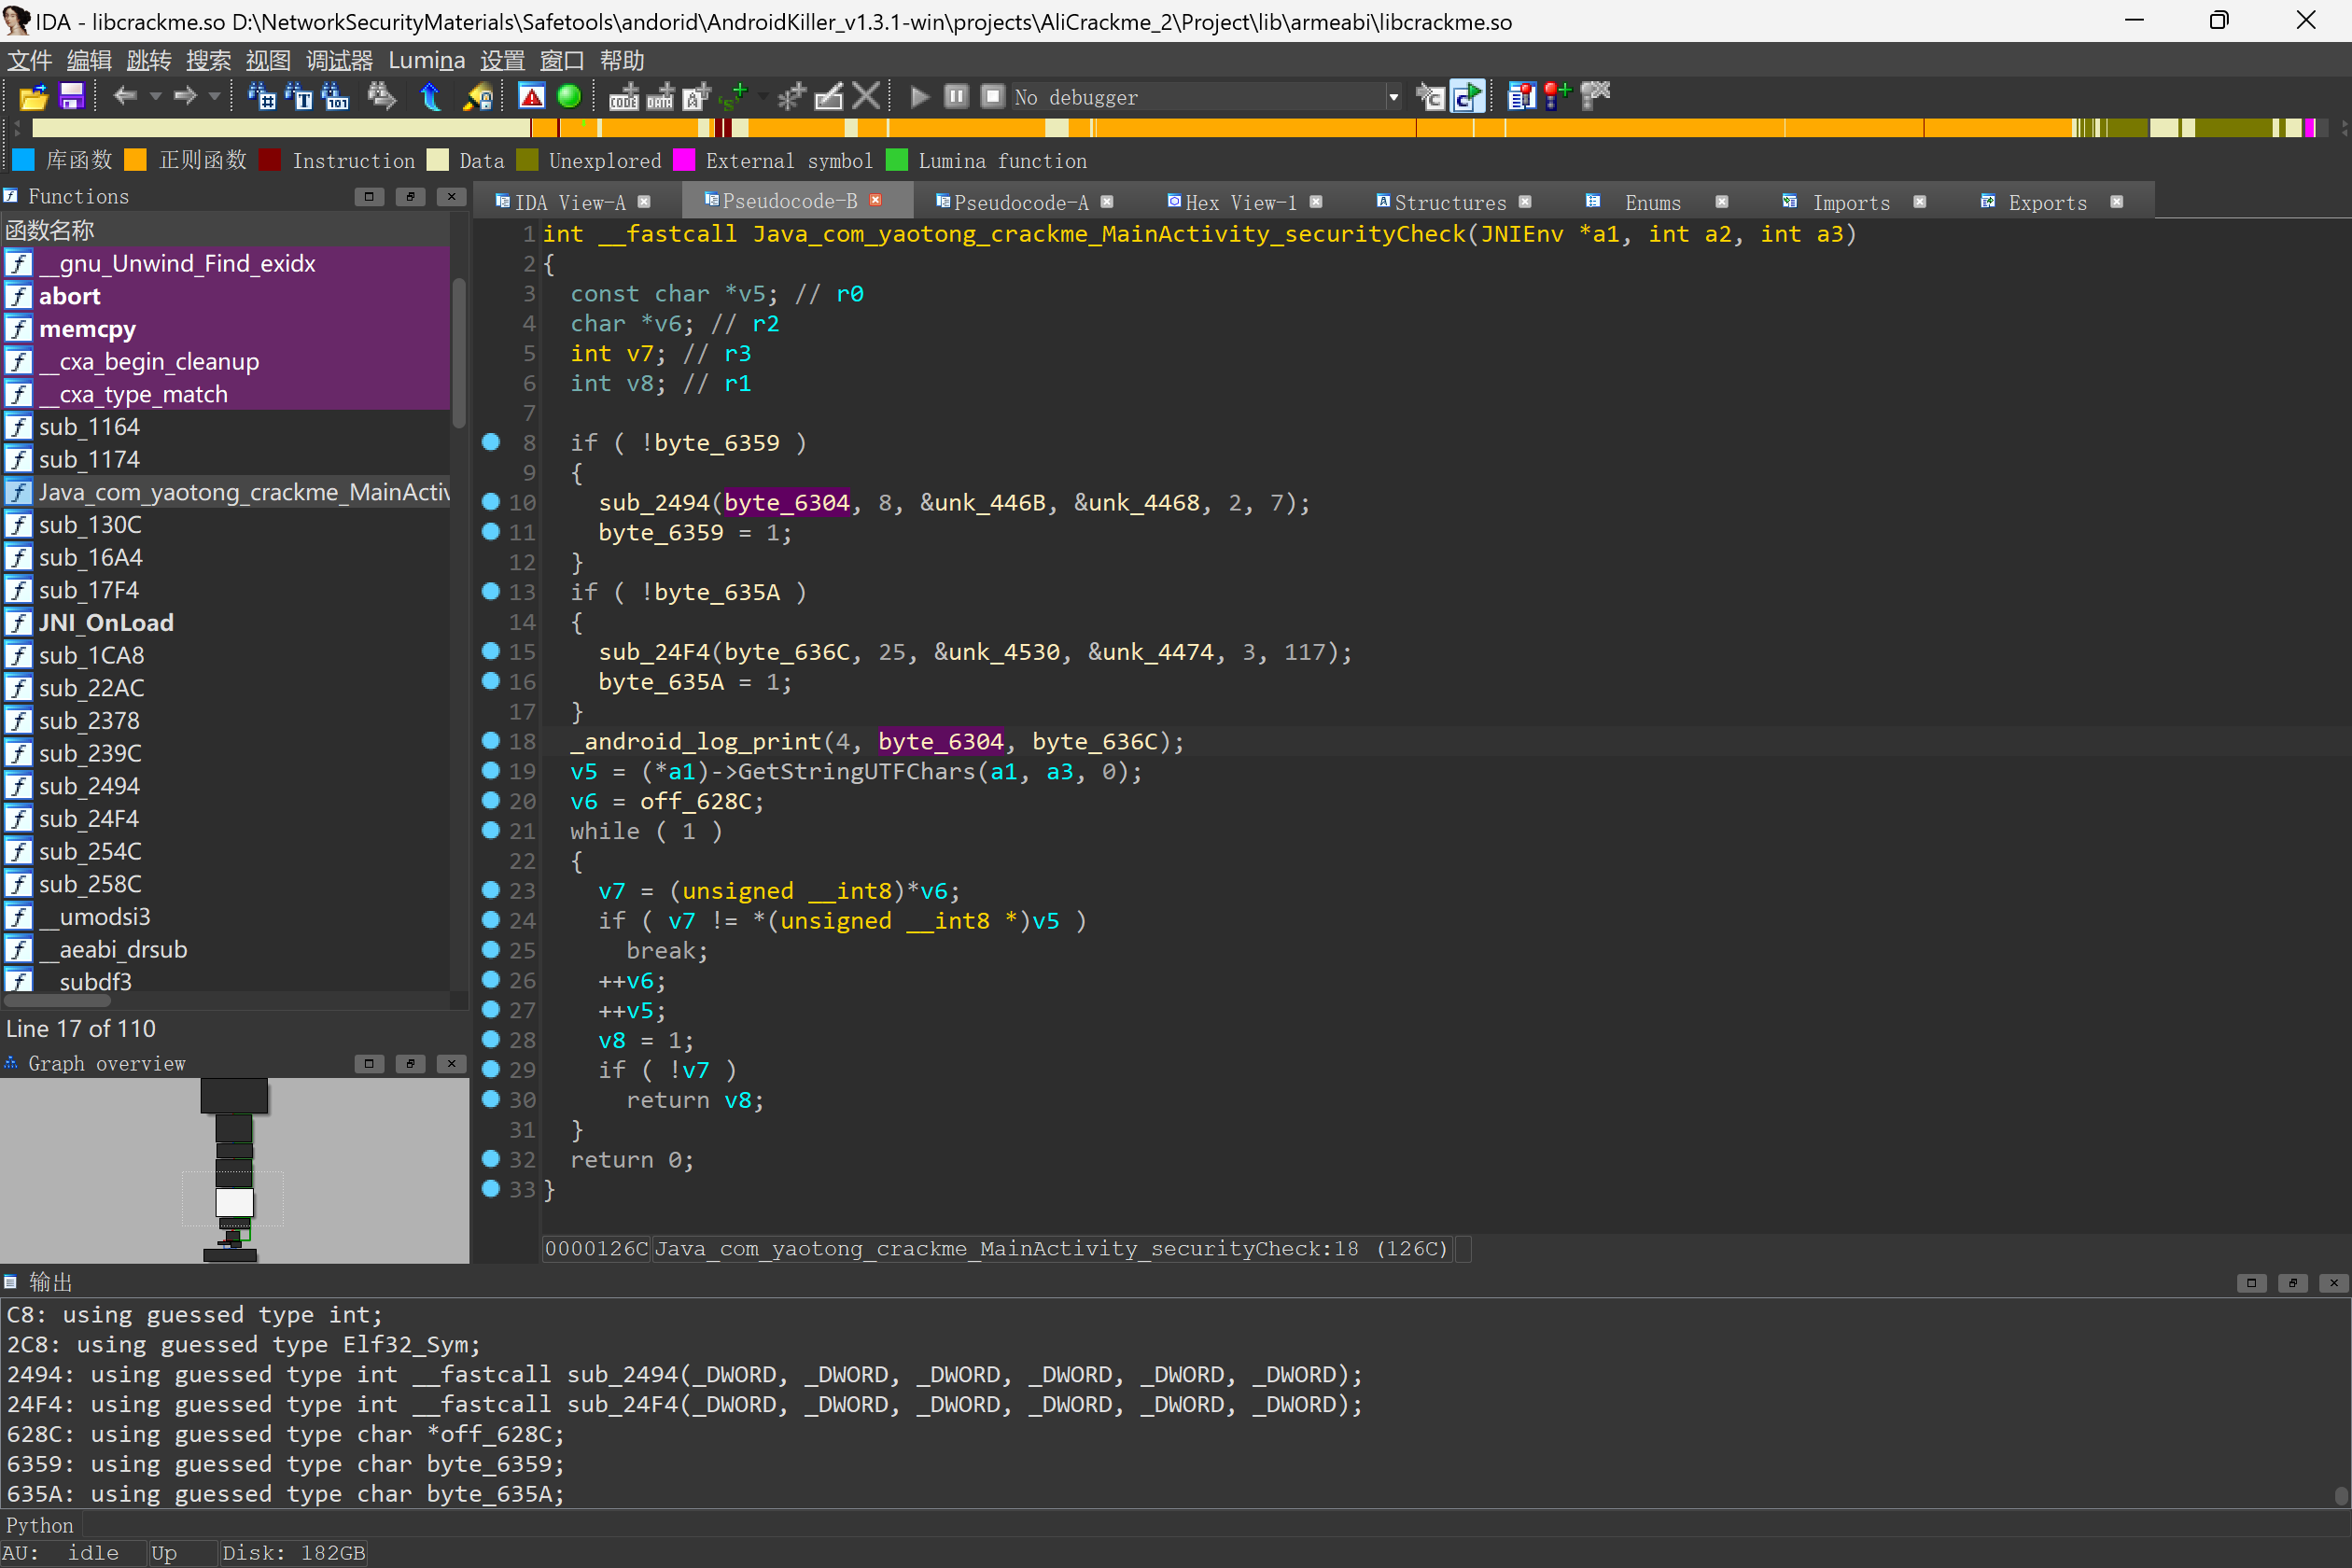 IDA - libcrackme.so D:\NetworkSecurityMaterials\Safetools\andorid\AndroidKiller_v1.3.1-win\projects\AliCrackme_2\Project\lib\armeabi\libcrackme.so
文件 编辑 跳转 搜索 视图 调试器 Lumina 设置 窗口 帮助
No debugger
库函数 正则函数 Instruction Data Unexplored External symbol Lumina function
Functions
函数名称
__gnu_Unwind_Find_exidx
abort
memcpy
__cxa_begin_cleanup
__cxa_type_match
sub_1164
sub_1174
Java_com_yaotong_crackme_MainActiv
sub_130C
sub_16A4
sub_17F4
JNI_OnLoad
sub_1CA8
sub_22AC
sub_2378
sub_239C
sub_2494
sub_24F4
sub_254C
sub_258C
__umodsi3
__aeabi_drsub
__subdf3
Line 17 of 110
Graph overview
IDA View-A Pseudocode-B Pseudocode-A Hex View-1 Structures Enums Imports Exports
1 int __fastcall Java_com_yaotong_crackme_MainActivity_securityCheck(JNIEnv *a1, int a2, int a3)
2 {
3 const char *v5; // r0
4 char *v6; // r2
5 int v7; // r3
6 int v8; // r1
7
8 if ( !byte_6359 )
9 {
10 sub_2494(byte_6304, 8, &unk_446B, &unk_4468, 2, 7);
11 byte_6359 = 1;
12 }
13 if ( !byte_635A )
14 {
15 sub_24F4(byte_636C, 25, &unk_4530, &unk_4474, 3, 117);
16 byte_635A = 1;
17 }
18 _android_log_print(4, byte_6304, byte_636C);
19 v5 = (*a1)->GetStringUTFChars(a1, a3, 0);
20 v6 = off_628C;
21 while ( 1 )
22 {
23 v7 = (unsigned __int8)*v6;
24 if ( v7 != *(unsigned __int8 *)v5 )
25 break;
26 ++v6;
27 ++v5;
28 v8 = 1;
29 if ( !v7 )
30 return v8;
31 }
32 return 0;
33 }
0000126C Java_com_yaotong_crackme_MainActivity_securityCheck:18 (126C)
输出
C8: using guessed type int;
2C8: using guessed type Elf32_Sym;
2494: using guessed type int __fastcall sub_2494(_DWORD, _DWORD, _DWORD, _DWORD, _DWORD, _DWORD);
24F4: using guessed type int __fastcall sub_24F4(_DWORD, _DWORD, _DWORD, _DWORD, _DWORD, _DWORD);
628C: using guessed type char *off_628C;
6359: using guessed type char byte_6359;
635A: using guessed type char byte_635A;
Python
AU: idle Up Disk: 182GB